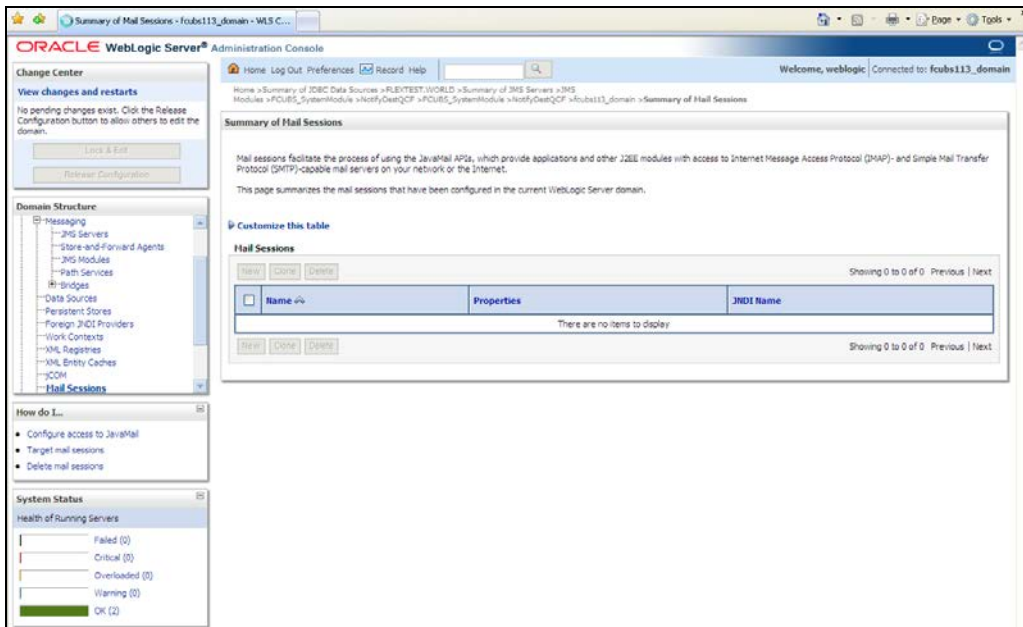 Summary of Mail Sessions - fcubs113_domain - WLS C...
Page
Tools
ORACLE WebLogic Server® Administration Console
Change Center
View changes and restarts
No pending changes exist. Click the Release
Configuration button to allow others to edit the
domain.
Lock & Edit
Release Configuration
Domain Structure
Messaging
JMS Servers
Store-and-Forward Agents
JMS Modules
Path Services
Bridges
Data Sources
Persistent Stores
Foreign JNDI Providers
Work Contexts
XML Registries
XML Entity Caches
jCOM
Mail Sessions
How do I...
Configure access to JavaMail
Target mail sessions
Delete mail sessions
System Status
Health of Running Servers
Failed (0)
Critical (0)
Overloaded (0)
Warning (0)
OK (2)
Home Log Out Preferences Record Help
Welcome, weblogic Connected to: fcubs113_domain
Home >Summary of JDBC Data Sources >FLEXTEST.WORLD >Summary of JMS Servers >JMS
Modules >FCUBS_SystemModule >NotifyDestQCF >FCUBS_SystemModule >NotifyDestQCF >fcubs113_domain >Summary of Mail Sessions
Summary of Mail Sessions
Mail sessions facilitate the process of using the JavaMail APIs, which provide applications and other J2EE modules with access to Internet Message Access Protocol (IMAP)- and Simple Mail Transfer
Protocol (SMTP)-capable mail servers on your network or the Internet.
This page summarizes the mail sessions that have been configured in the current WebLogic Server domain.
Customize this table
Mail Sessions
New Clone Delete
Showing 0 to 0 of 0 Previous | Next
Name Properties JNDI Name
There are no items to display
New Clone Delete
Showing 0 to 0 of 0 Previous | Next